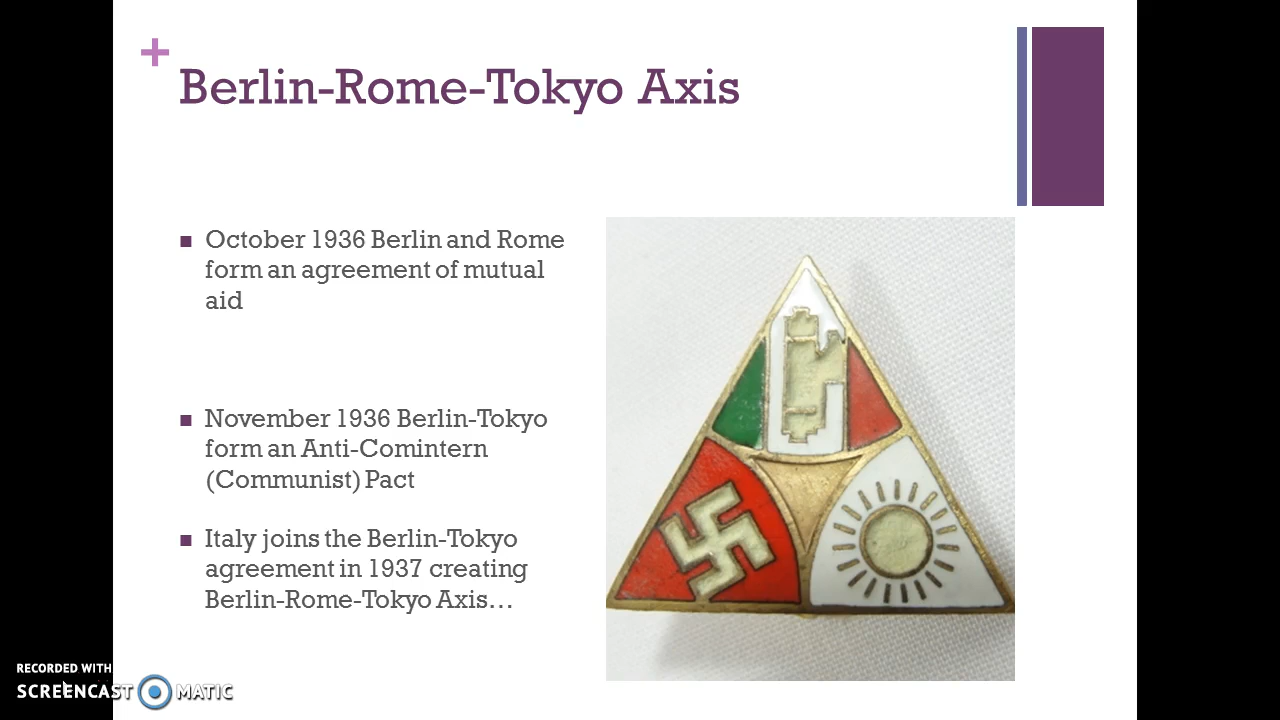 +
Berlin-Rome-Tokyo Axis
■ October 1936 Berlin and Rome
form an agreement of mutual
aid
■ November 1936 Berlin-Tokyo
form an Anti-Comintern
(Communist) Pact
■ Italy joins the Berlin-Tokyo
agreement in 1937 creating
Berlin-Rome-Tokyo Axis...
RECORDED WITH
SCREENCAST MATIC